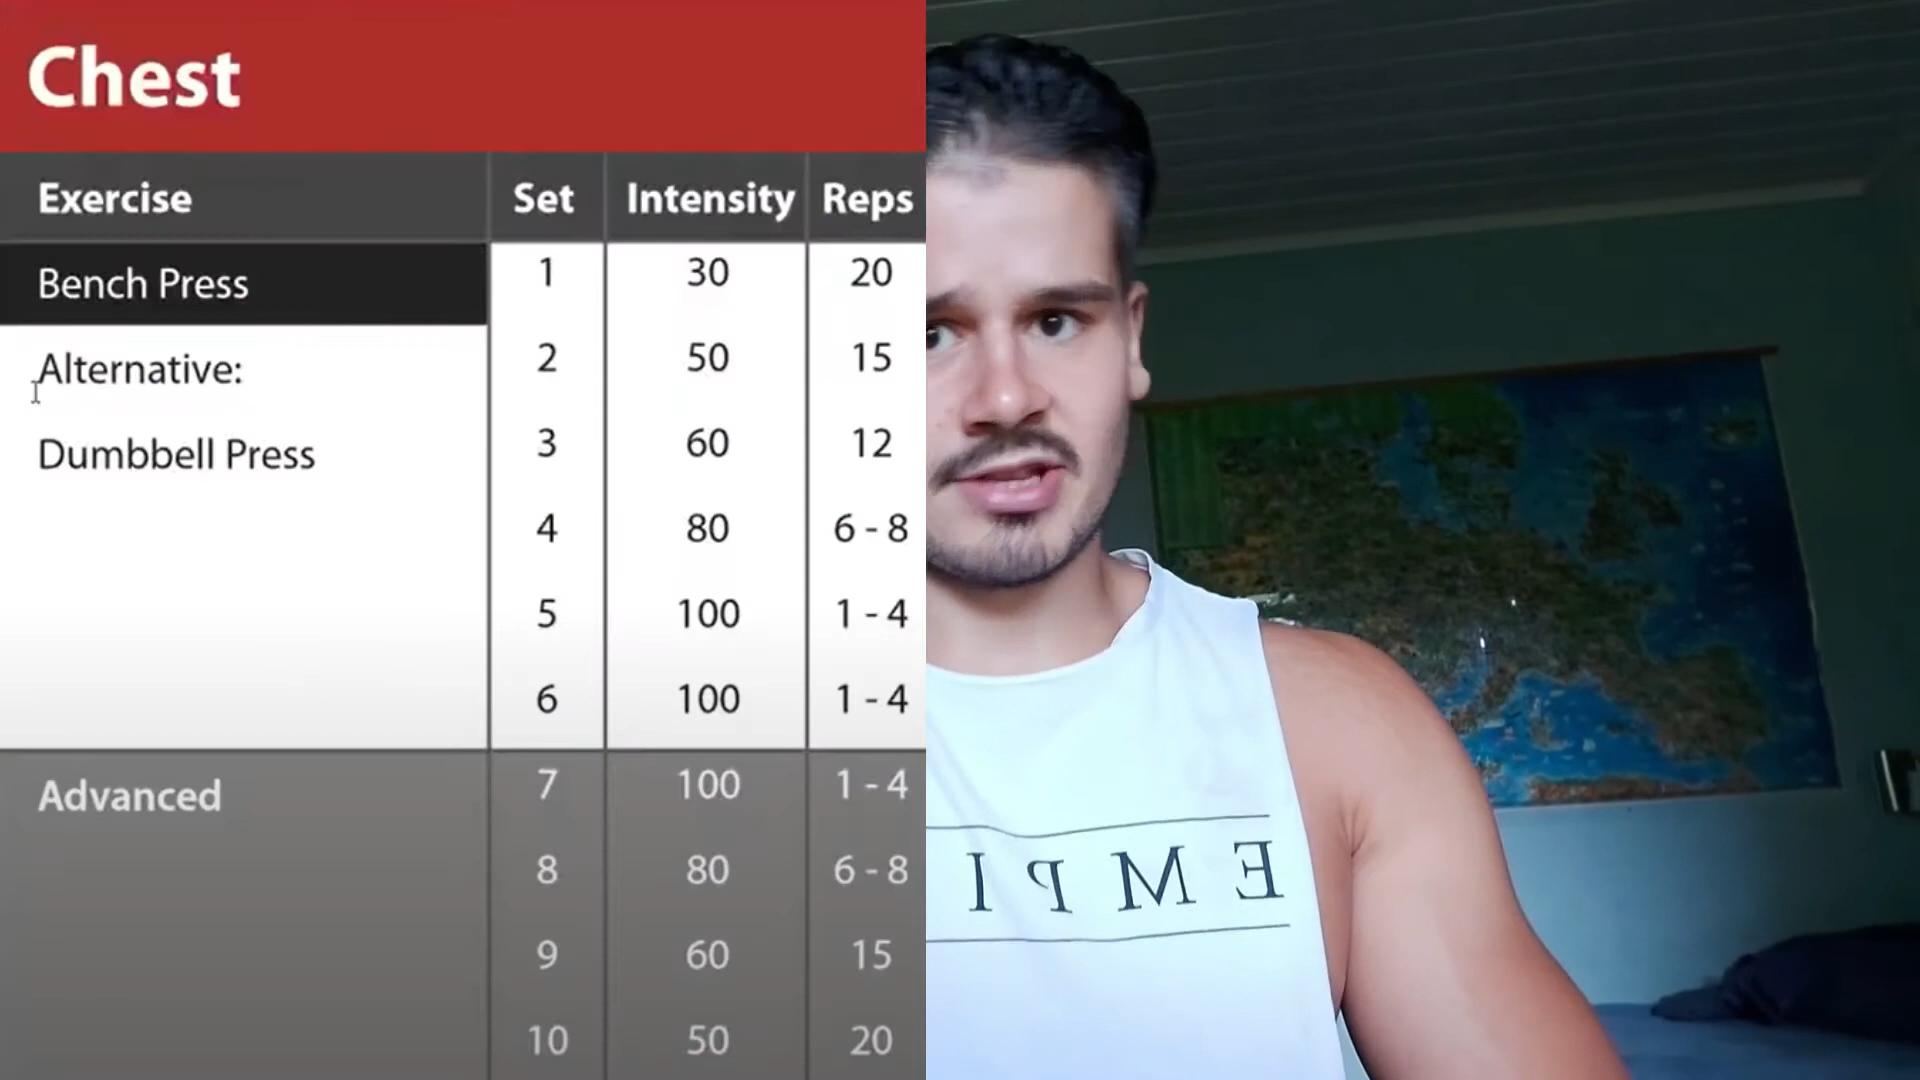 Chest
Exercise Set Intensity Reps
Bench Press 1 30 20
Alternative: 2 50 15
Dumbbell Press 3 60 12
4 80 6 - 8
5 100 1 - 4
6 100 1 - 4
Advanced 7 100 1 - 4
8 80 6 - 8
9 60 15
10 50 20
EMPI